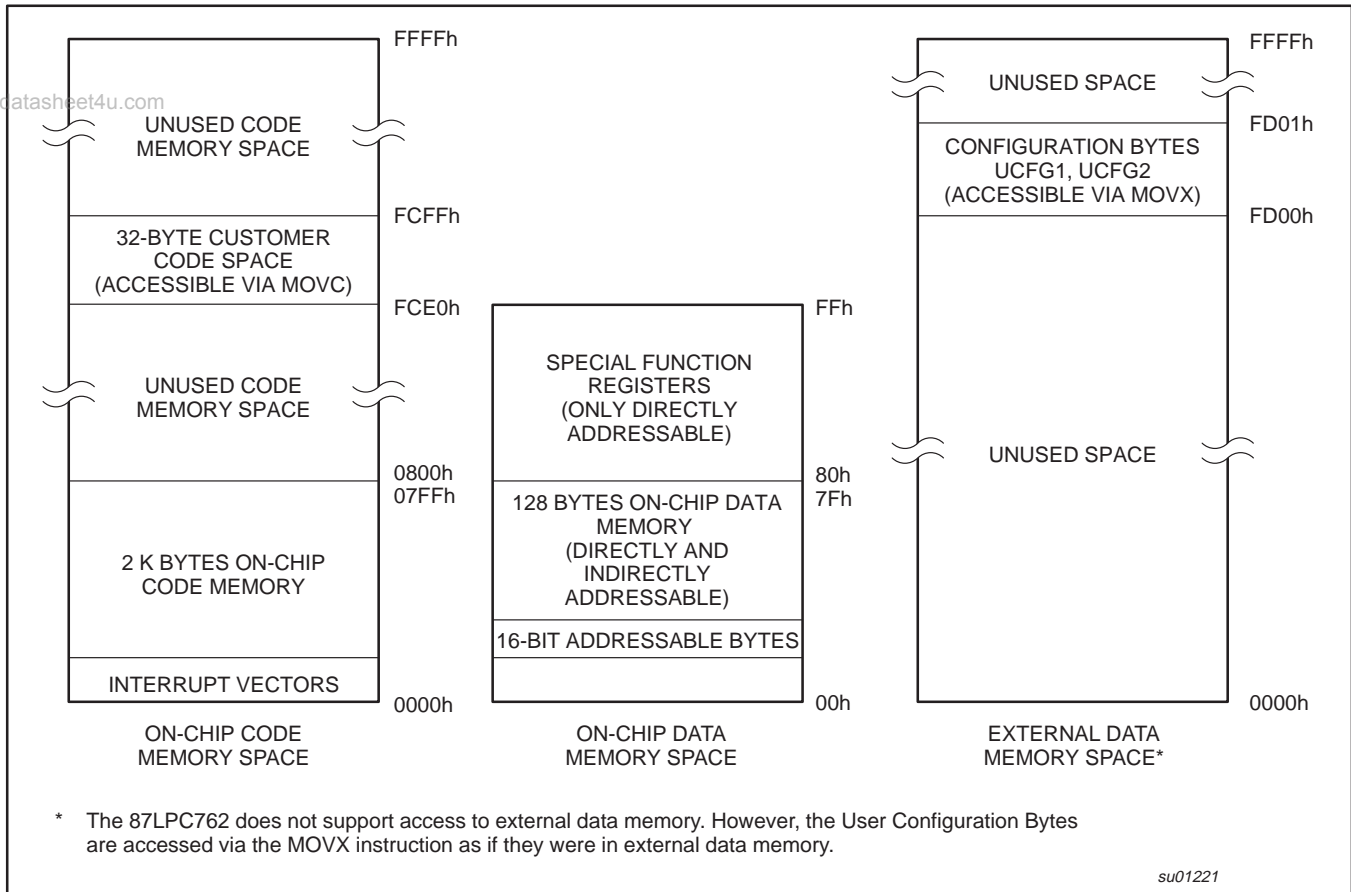 FFFFh
atasheet4u.com
UNUSED CODE
MEMORY SPACE
FCFFh
32-BYTE CUSTOMER
CODE SPACE
(ACCESSIBLE VIA MOVC)
FCE0h
UNUSED CODE
MEMORY SPACE
0800h
07FFh
2 K BYTES ON-CHIP
CODE MEMORY
INTERRUPT VECTORS
0000h
ON-CHIP CODE
MEMORY SPACE
FFh
SPECIAL FUNCTION
REGISTERS
(ONLY DIRECTLY
ADDRESSABLE)
80h
7Fh
128 BYTES ON-CHIP DATA
MEMORY
(DIRECTLY AND
INDIRECTLY
ADDRESSABLE)
16-BIT ADDRESSABLE BYTES
00h
ON-CHIP DATA
MEMORY SPACE
FFFFh
UNUSED SPACE
FD01h
CONFIGURATION BYTES
UCFG1, UCFG2
(ACCESSIBLE VIA MOVX)
FD00h
UNUSED SPACE
0000h
EXTERNAL DATA
MEMORY SPACE*
* The 87LPC762 does not support access to external data memory. However, the User Configuration Bytes
are accessed via the MOVX instruction as if they were in external data memory.
su01221